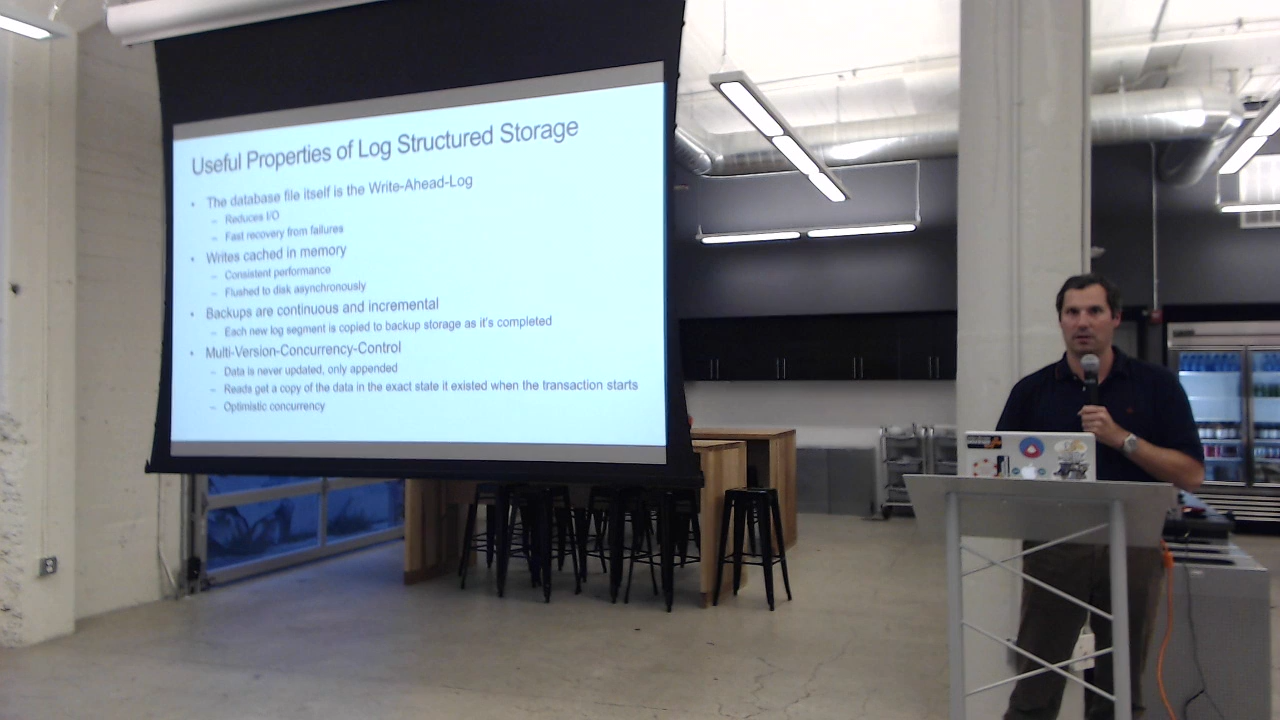 Useful Properties of Log Structured Storage
• The database file itself is the Write-Ahead-Log
– Reduces I/O
– Fast recovery from failures
• Writes cached in memory
– Consistent performance
– Flushed to disk asynchronously
• Backups are continuous and incremental
– Each new log segment is copied to backup storage as it's completed
• Multi-Version-Concurrency-Control
– Data is never updated, only appended
– Reads get a copy of the data in the exact state it existed when the transaction starts
– Optimistic concurrency